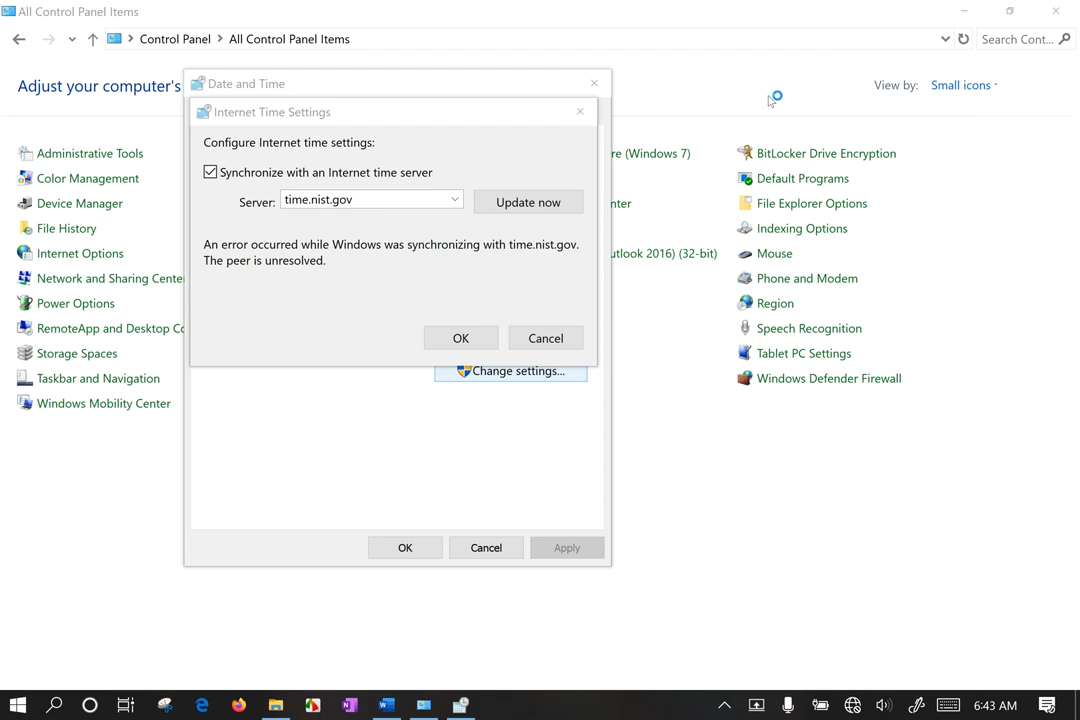 All Control Panel Items
Control Panel
All Control Panel Items
Search Cont...
Adjust your computer's
View by:
Small icons
Date and Time
Internet Time Settings
Configure Internet time settings:
Synchronize with an Internet time server
Server:
time.nist.gov
Update now
An error occurred while Windows was synchronizing with time.nist.gov.
The peer is unresolved.
OK
Cancel
Change settings...
OK
Cancel
Apply
Administrative Tools
Color Management
Device Manager
File History
Internet Options
Network and Sharing Cente
Power Options
RemoteApp and Desktop Co
Storage Spaces
Taskbar and Navigation
Windows Mobility Center
re (Windows 7)
nter
utlook 2016) (32-bit)
BitLocker Drive Encryption
Default Programs
File Explorer Options
Indexing Options
Mouse
Phone and Modem
Region
Speech Recognition
Tablet PC Settings
Windows Defender Firewall
6:43 AM